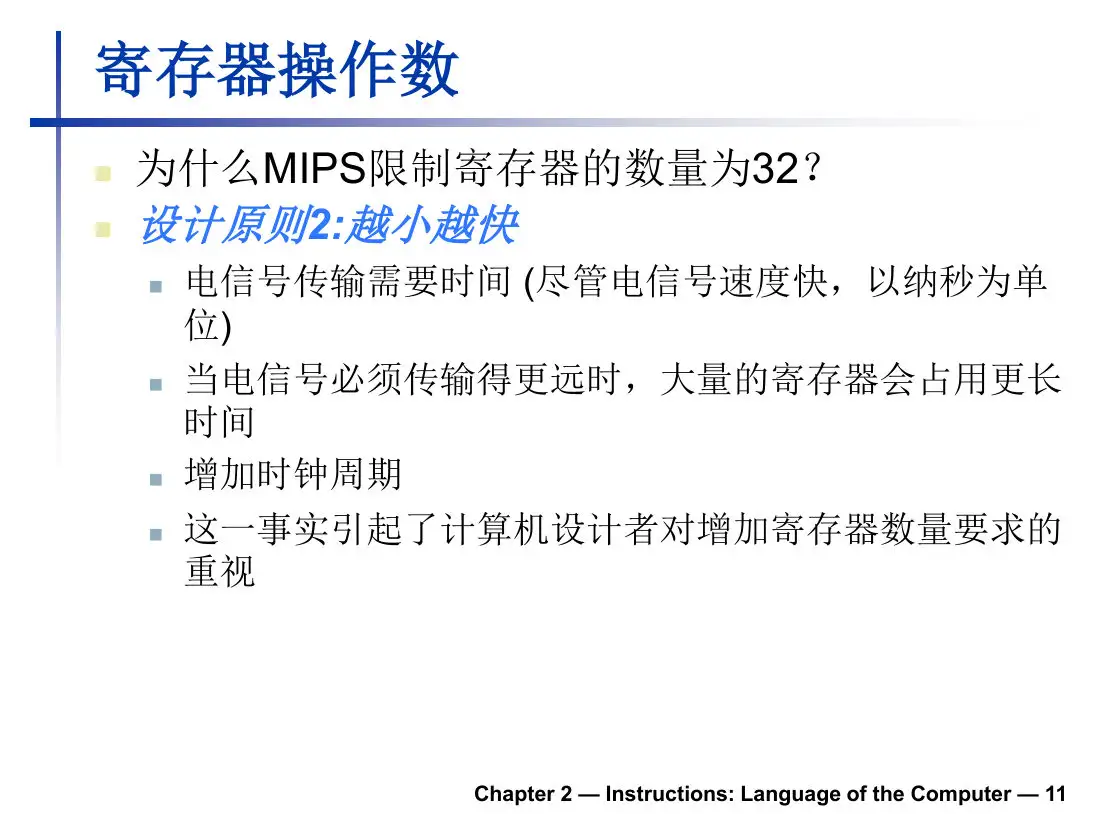 寄存器操作数
为什么MIPS限制寄存器的数量为32？
设计原则2:越小越快
电信号传输需要时间 (尽管电信号速度快，以纳秒为单
位)
当电信号必须传输得更远时，大量的寄存器会占用更长
时间
增加时钟周期
这一事实引起了计算机设计者对增加寄存器数量要求的
重视
Chapter 2 — Instructions: Language of the Computer — 11